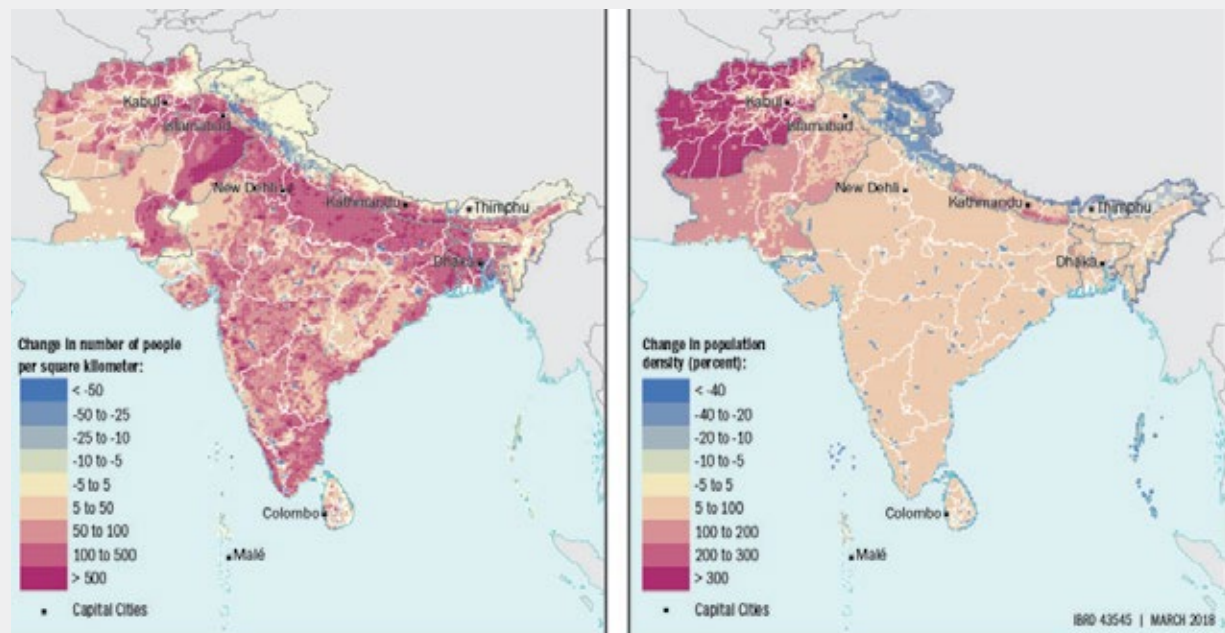 Kabul
Islamabad
New Dehli
Kathmandu
Thimphu
Dhaka
Change in number of people
per square kilometer:
< -50
-50 to -25
-25 to -10
-10 to -5
-5 to 5
5 to 50
50 to 100
100 to 500
> 500
Capital Cities
Colombo
Malé
Kabul
Islamabad
New Delhi
Kathmandu
Thimphu
Dhaka
Change in population
density (percent):
< -40
-40 to -20
-20 to -10
-10 to -5
-5 to 5
5 to 100
100 to 200
200 to 300
> 300
Capital Cities
Colombo
Malé
IBRD 43545 | MARCH 2018